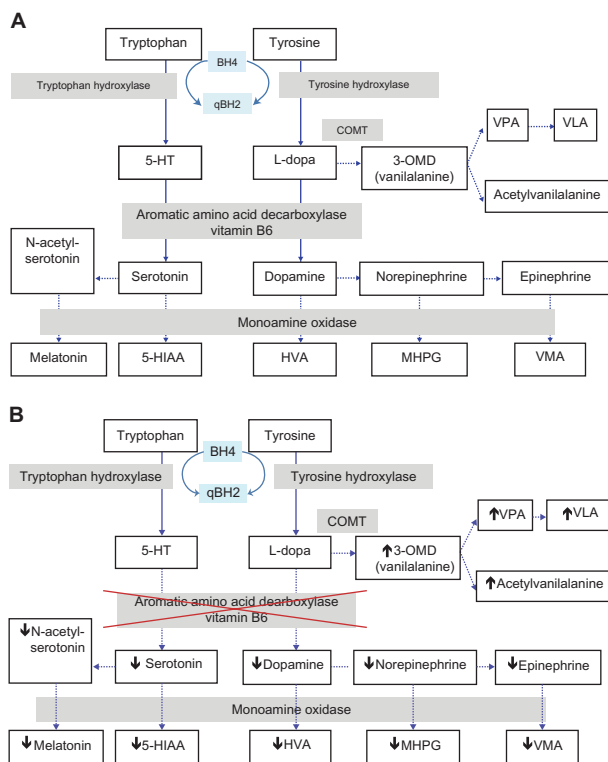 A
Tryptophan
Tyrosine
BH4
Tryptophan hydroxylase
Tyrosine hydroxylase
qBH2
COMT
VPA
VLA
5-HT
L-dopa
3-OMD
(vanilalanine)
Acetylvanilalanine
Aromatic amino acid decarboxylase
vitamin B6
N-acetyl-
serotonin
Serotonin
Dopamine
Norepinephrine
Epinephrine
Monoamine oxidase
Melatonin
5-HIAA
HVA
MHPG
VMA
B
Tryptophan
Tyrosine
BH4
Tryptophan hydroxylase
Tyrosine hydroxylase
qBH2
COMT
↑VPA
↑VLA
5-HT
L-dopa
↑3-OMD
(vanilalanine)
↑Acetylvanilalanine
Aromatic amino acid dearboxylase
vitamin B6
↓N-acetyl-
serotonin
↓Serotonin
↓Dopamine
↓Norepinephrine
↓Epinephrine
Monoamine oxidase
↓Melatonin
↓5-HIAA
↓HVA
↓MHPG
↓VMA